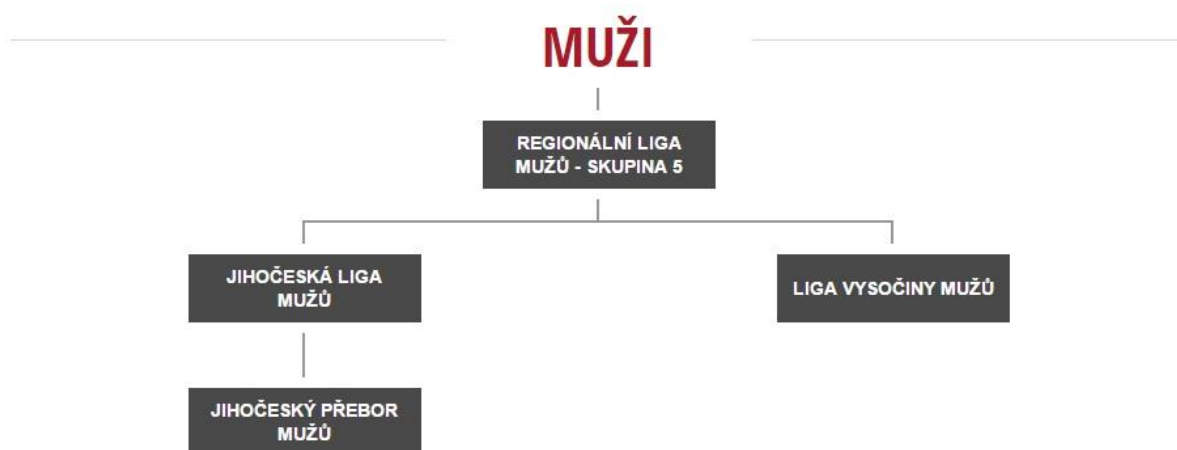 MUŽI
REGIONÁLNÍ LIGA
MUŽŮ - SKUPINA 5
JIHOČESKÁ LIGA
MUŽŮ
LIGA VYSOČINY MUŽŮ
JIHOČESKÝ PŘEBOR
MUŽŮ